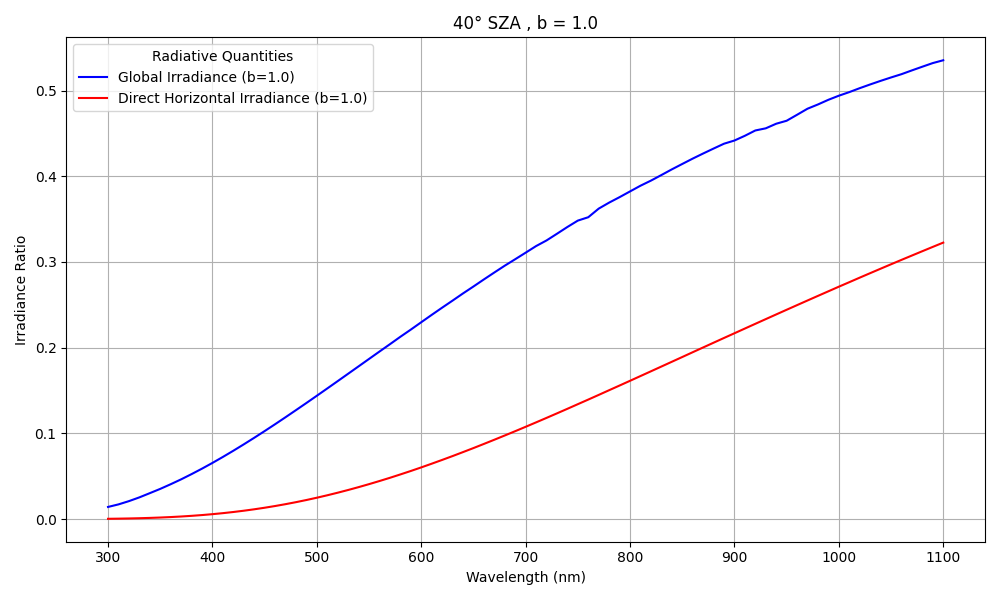 40° SZA , b = 1.0
Radiative Quantities
Global Irradiance (b=1.0)
Direct Horizontal Irradiance (b=1.0)
Irradiance Ratio
0.5
0.4
0.3
0.2
0.1
0.0
300 400 500 600 700 800 900 1000 1100
Wavelength (nm)